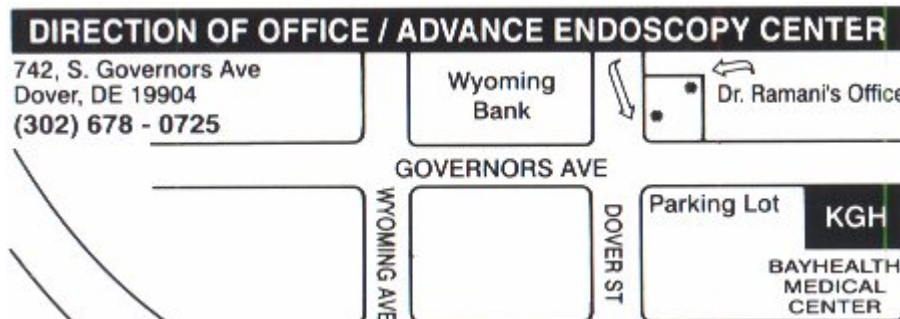 DIRECTION OF OFFICE / ADVANCE ENDOSCOPY CENTER
742, S. Governors Ave
Dover, DE 19904
(302) 678 - 0725
Wyoming
Bank
Dr. Ramani's Office
GOVERNORS AVE
WYOMING AVE
DOVER ST
Parking Lot
KGH
BAYHEALTH
MEDICAL
CENTER